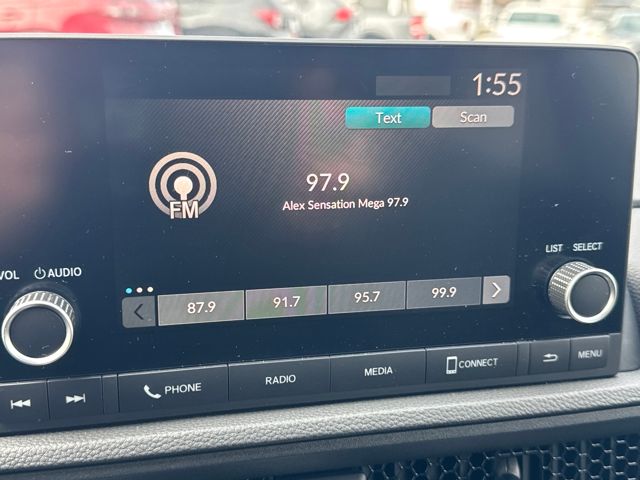 1:55
Text Scan
97.9
Alex Sensation Mega 97.9
FM
LIST SELECT
VOL AUDIO
87.9 91.7 95.7 99.9
PHONE RADIO MEDIA CONNECT MENU